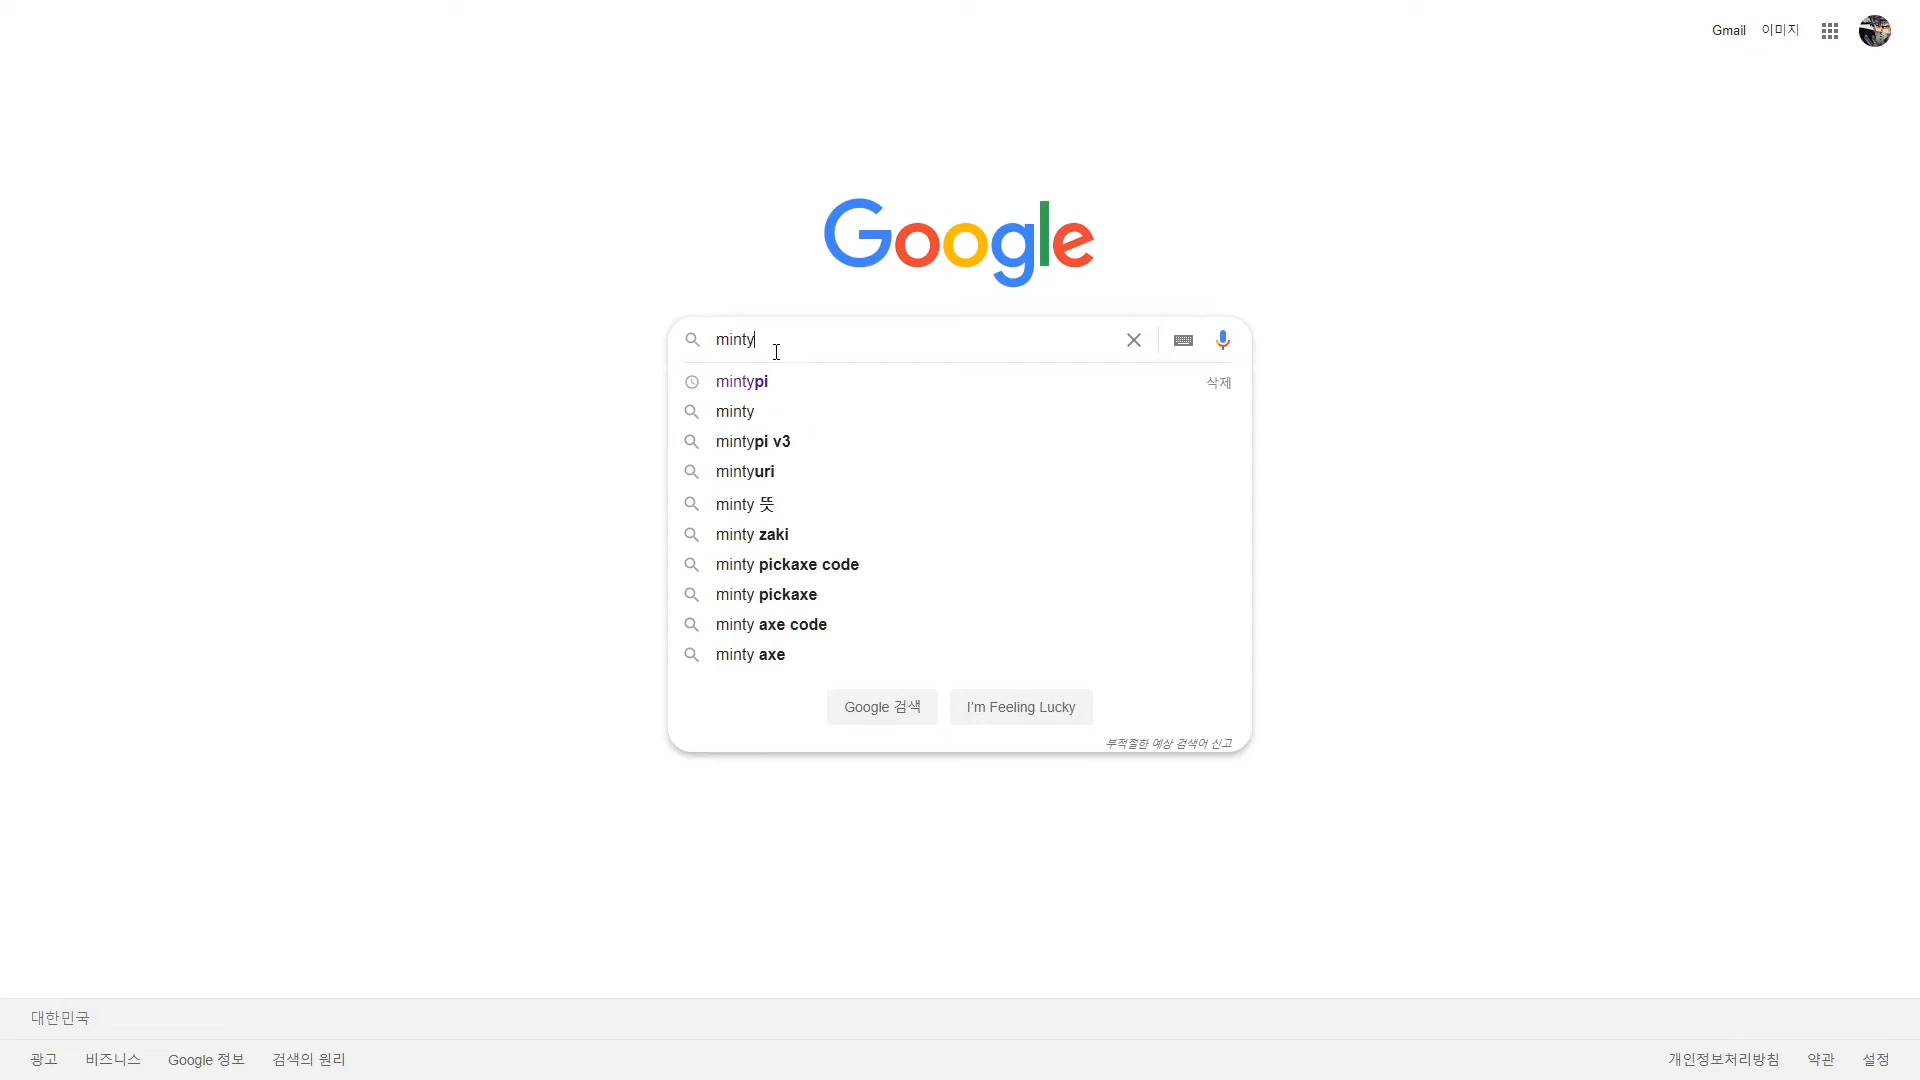 Gmail 이미지
Google
minty
mintypi 삭제
minty
mintypi v3
mintyuri
minty 뜻
minty zaki
minty pickaxe code
minty pickaxe
minty axe code
minty axe
Google 검색 I'm Feeling Lucky
부적절한 예상 검색어 신고
대한민국
광고 비즈니스 Google 정보 검색의 원리 개인정보처리방침 약관 설정